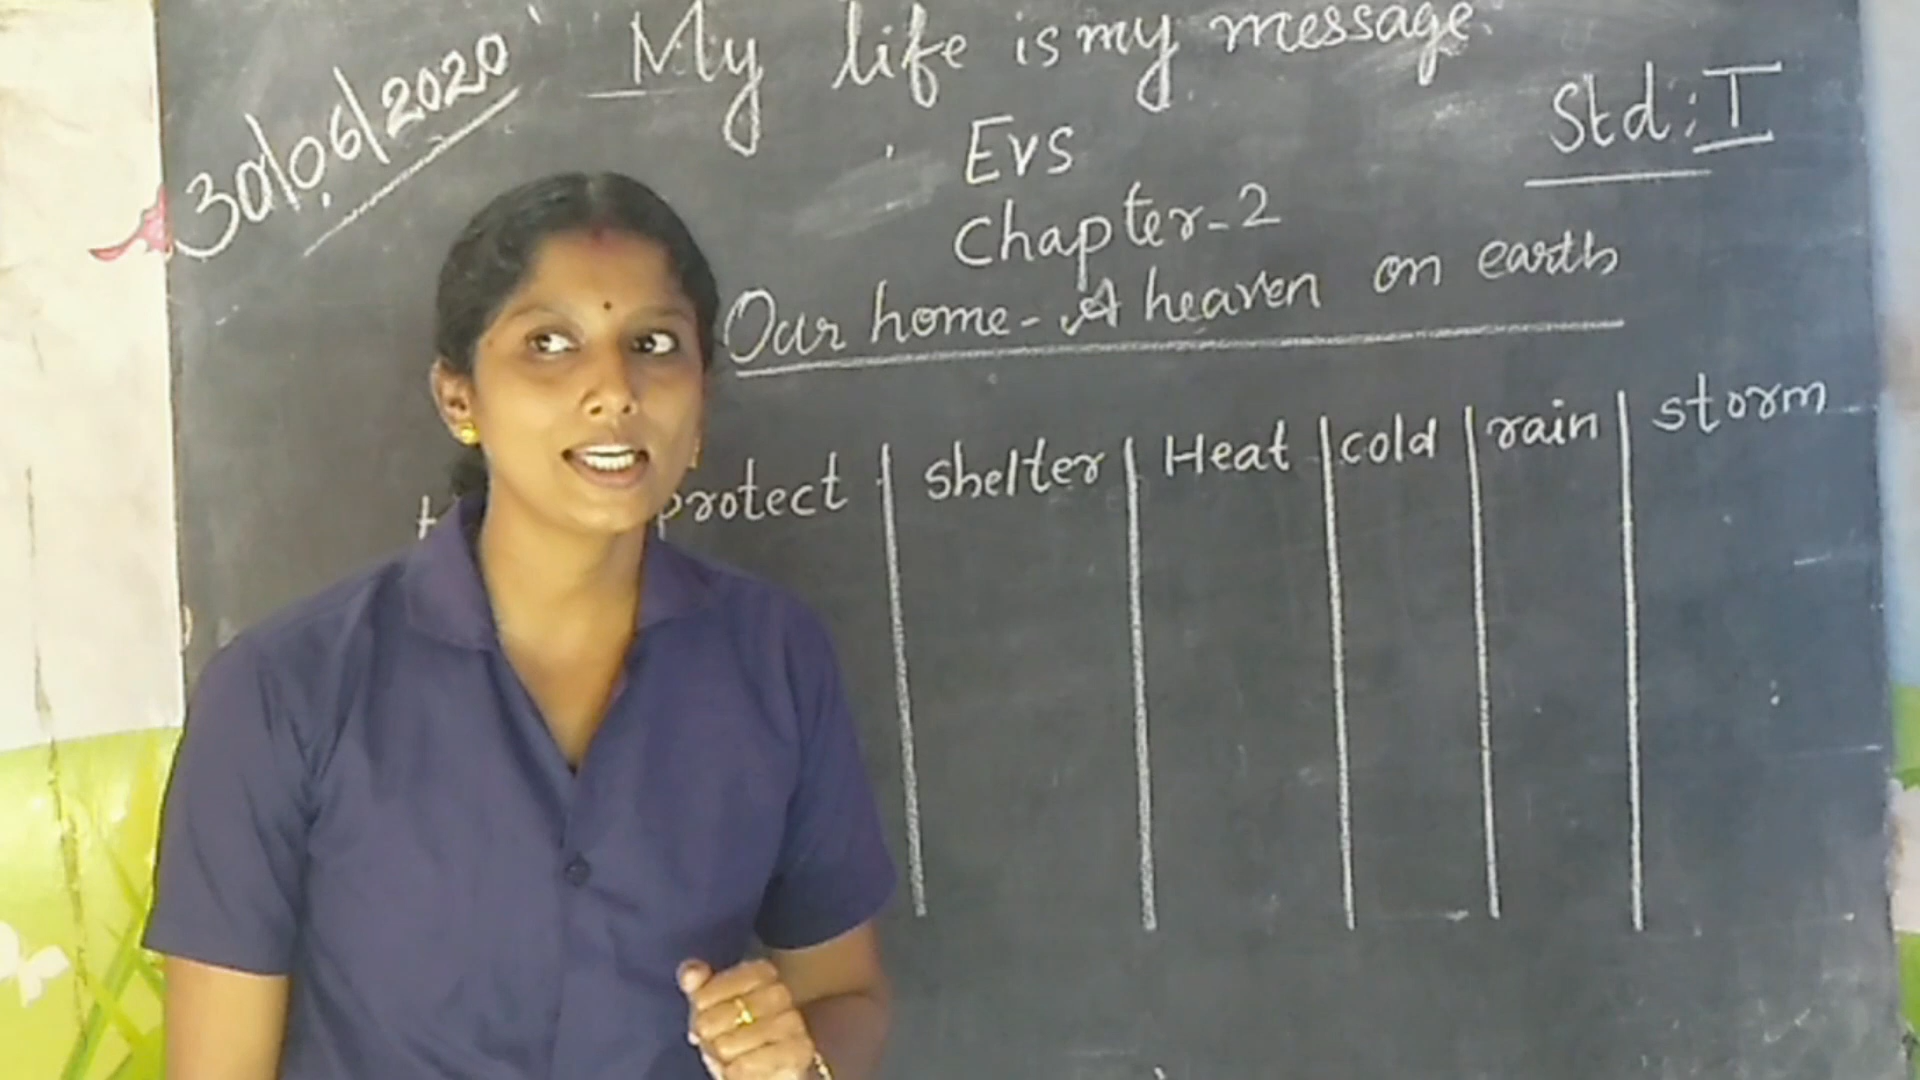 30/06/2020
My life is my message.
Std: I
Evs
Chapter-2
Our home - A heaven on earth
protect | shelter | Heat | cold | rain | storm